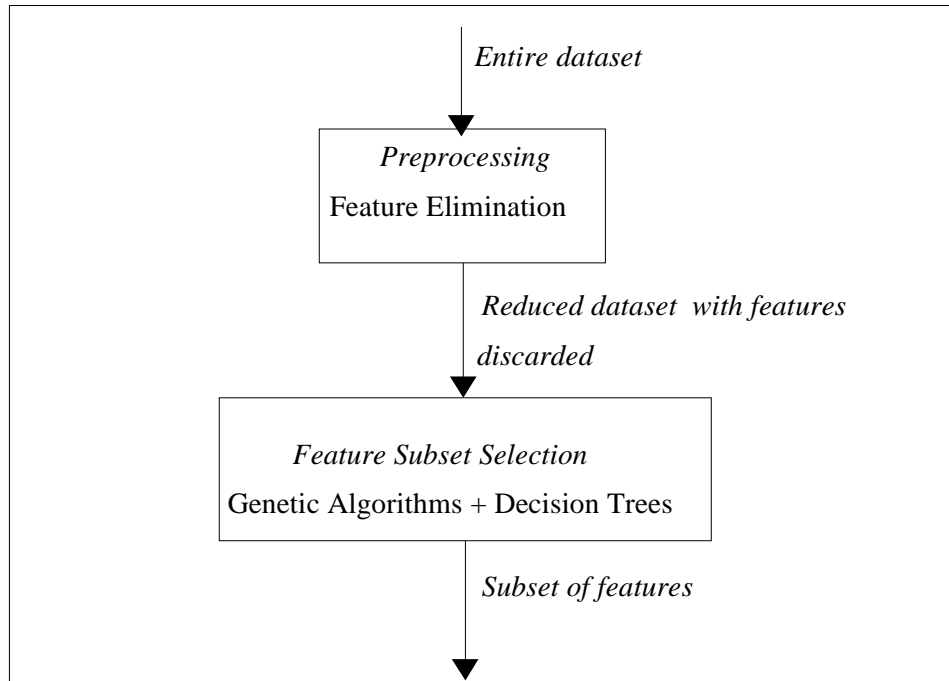 Entire dataset
Preprocessing
Feature Elimination
Reduced dataset with features
discarded
Feature Subset Selection
Genetic Algorithms + Decision Trees
Subset of features